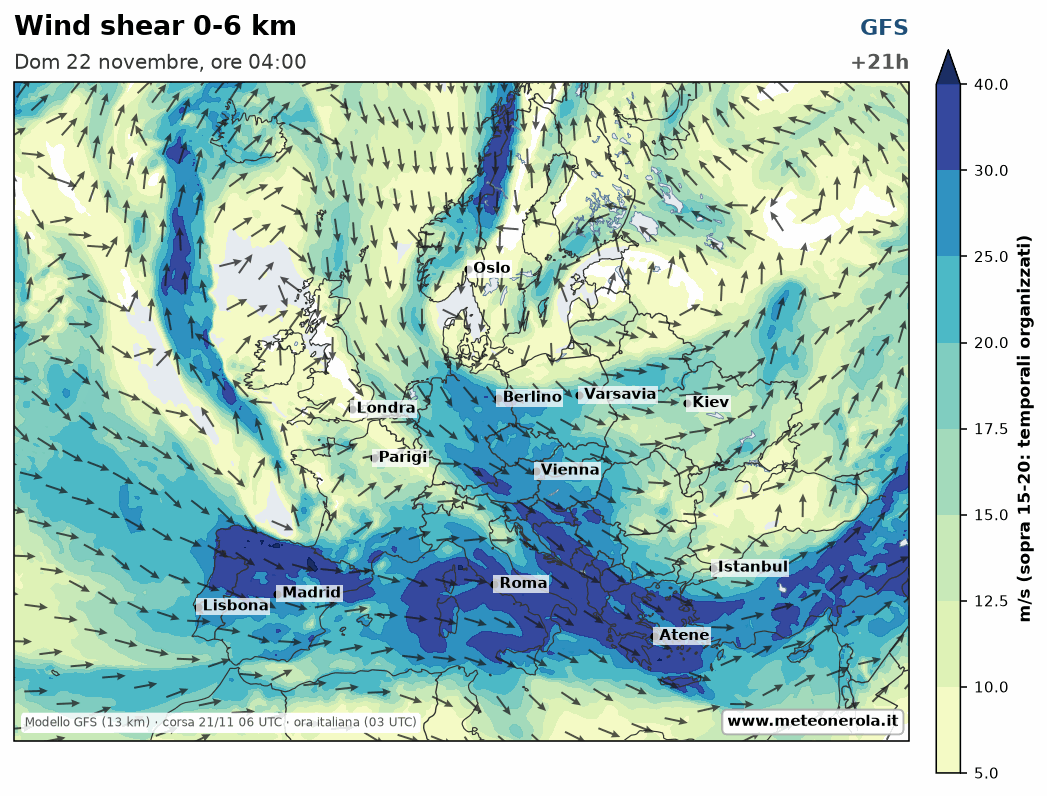 Wind shear 0-6 km
GFS
Dom 22 novembre, ore 04:00
+21h
40.0
30.0
25.0
20.0
17.5
15.0
12.5
10.0
5.0
m/s (sopra 15-20: temporali organizzati)
Oslo
Berlino
Varsavia
Kiev
Londra
Parigi
Vienna
Istanbul
Roma
Madrid
Lisbona
Atene
Modello GFS (13 km) · corsa 21/11 06 UTC · ora italiana (03 UTC)
www.meteonerola.it